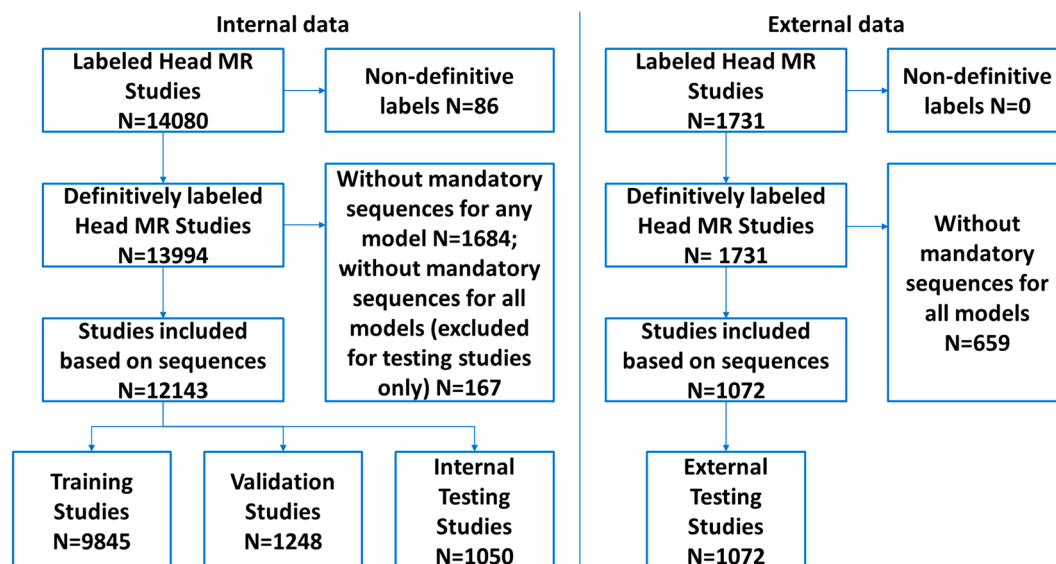 Internal data
Labeled Head MR
Studies
N=14080
Non-definitive
labels N=86
Definitively labeled
Head MR Studies
N=13994
Without mandatory
sequences for any
model N=1684;
without mandatory
sequences for all
models (excluded
for testing studies
only) N=167
Studies included
based on sequences
N=12143
Training
Studies
N=9845
Validation
Studies
N=1248
Internal
Testing
Studies
N=1050
External data
Labeled Head MR
Studies
N=1731
Non-definitive
labels N=0
Definitively labeled
Head MR Studies
N= 1731
Without
mandatory
sequences for
all models
N=659
Studies included
based on sequences
N=1072
External
Testing
Studies
N=1072